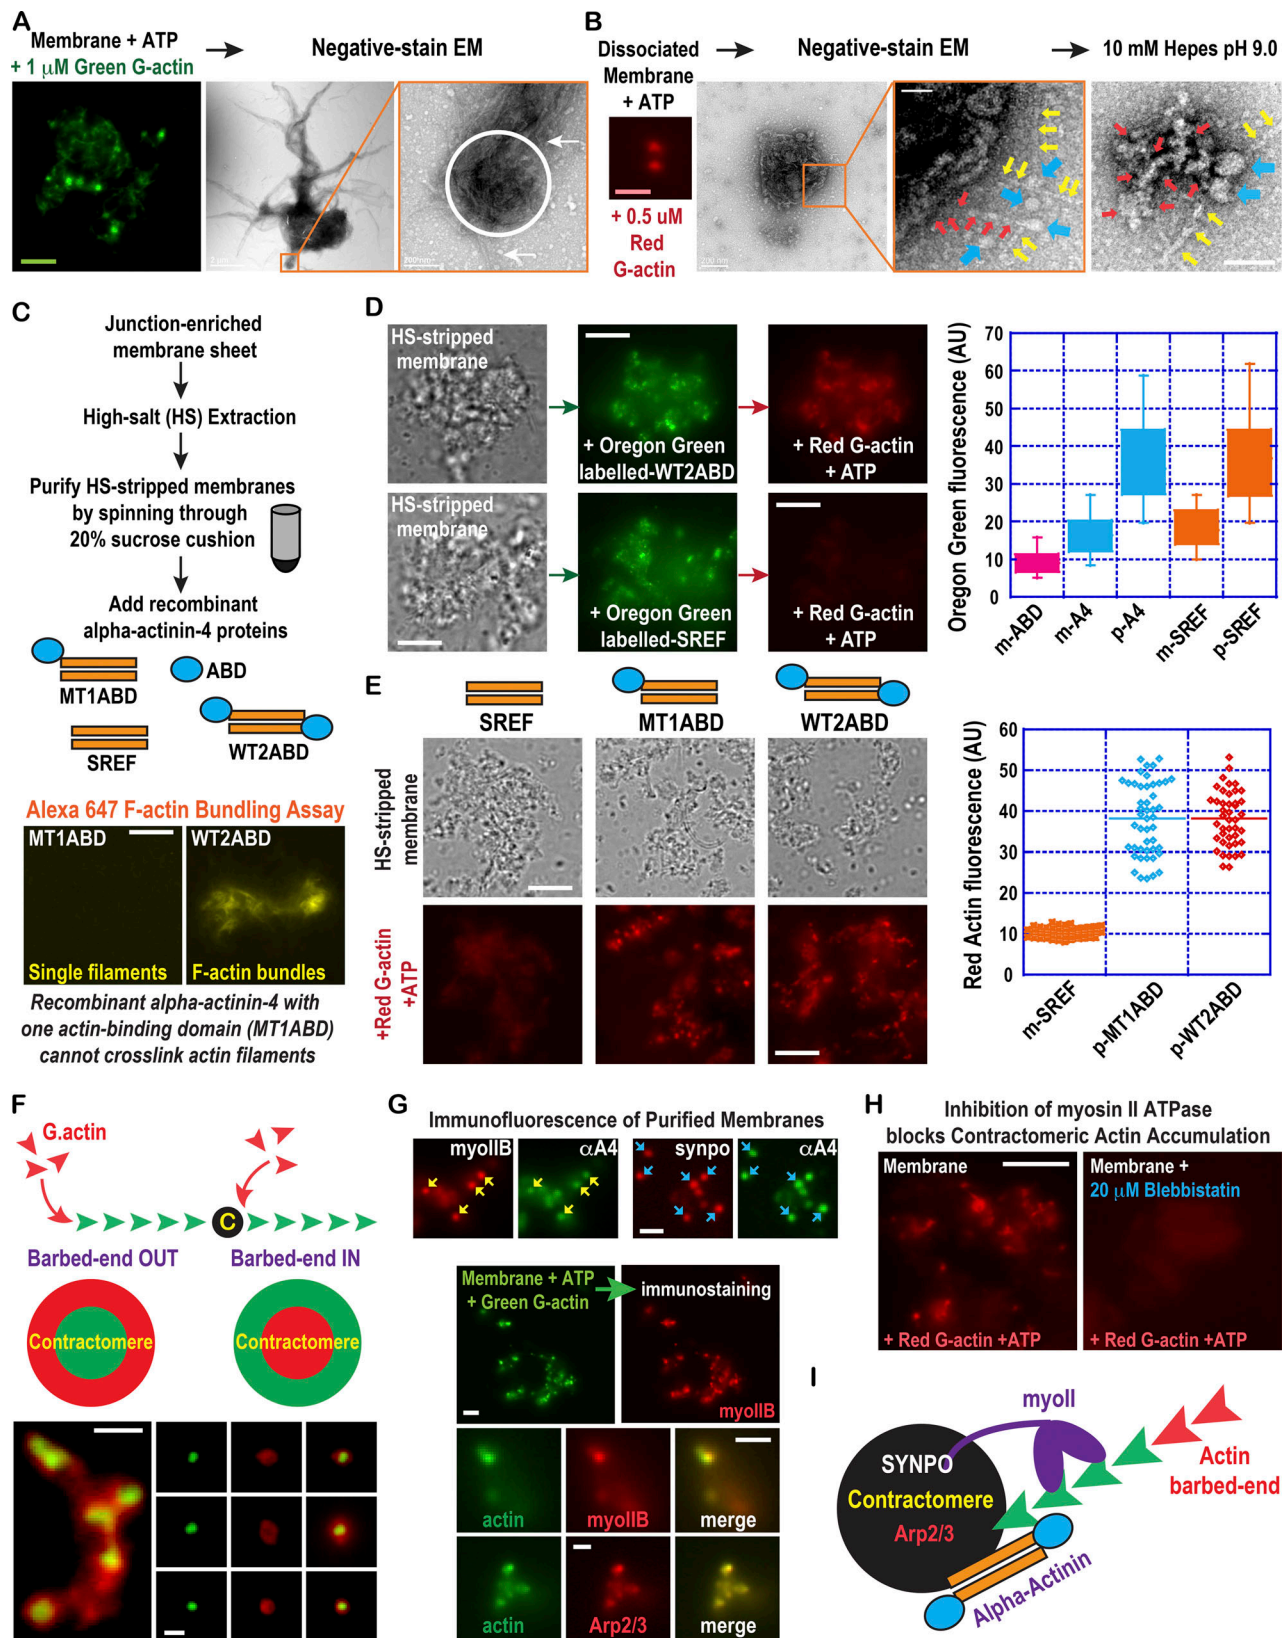 A
Membrane + ATP
+ 1 μM Green G-actin
Negative-stain EM
200 nm
B
Dissociated
Membrane
+ ATP
+ 0.5 uM
Red
G-actin
Negative-stain EM
200 nm
10 mM Hepes pH 9.0
C
Junction-enriched
membrane sheet
High-salt (HS) Extraction
Purify HS-stripped membranes
by spinning through
20% sucrose cushion
Add recombinant
alpha-actinin-4 proteins
MT1ABD
ABD
SREF
WT2ABD
Alexa 647 F-actin Bundling Assay
MT1ABD
Single filaments
WT2ABD
F-actin bundles
Recombinant alpha-actinin-4 with
one actin-binding domain (MT1ABD)
cannot crosslink actin filaments
D
HS-stripped
membrane
+ Oregon Green
labelled-WT2ABD
+ Red G-actin
+ ATP
HS-stripped
membrane
+ Oregon Green
labelled-SREF
+ Red G-actin
+ ATP
Oregon Green fluorescence (AU)
70
60
50
40
30
20
10
0
m-ABD
m-A4
p-A4
m-SREF
p-SREF
E
SREF
MT1ABD
WT2ABD
HS-stripped
membrane
+Red G-actin
+ATP
Red Actin fluorescence (AU)
60
50
40
30
20
10
0
m-SREF
p-MT1ABD
p-WT2ABD
F
G.actin
C
Barbed-end OUT
Barbed-end IN
Contractomere
Contractomere
G
Immunofluorescence of Purified Membranes
myoIIB
αA4
synpo
αA4
Membrane + ATP
+ Green G-actin
immunostaining
myoIIB
actin
myoIIB
merge
actin
Arp2/3
merge
H
Inhibition of myosin II ATPase
blocks Contractomeric Actin Accumulation
Membrane
+ Red G-actin +ATP
Membrane +
20 μM Blebbistatin
+ Red G-actin +ATP
I
myoII
SYNPO
Contractomere
Arp2/3
Actin
barbed-end
Alpha-Actinin